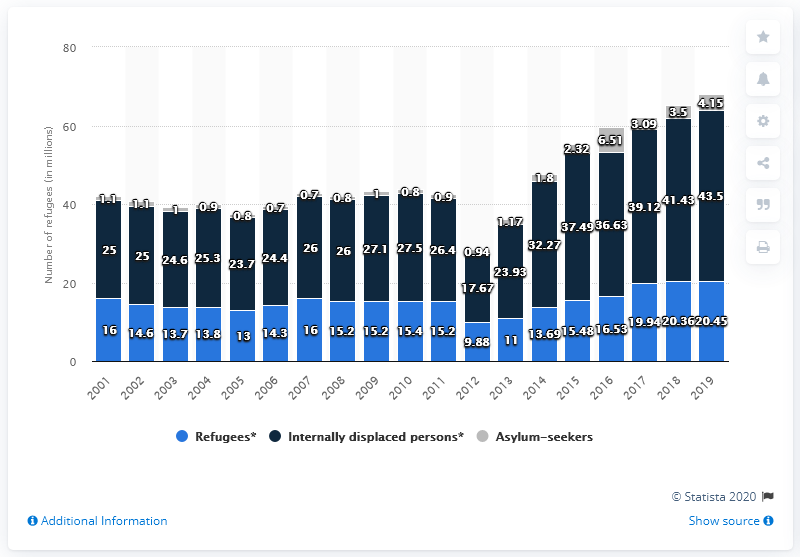 80
60
40
20
0
Number of refugees (in millions)
1.1 1.1 1 0.9 0.8 0.7 0.7 0.8 1 0.8 0.9 0.94 1.17 1.8 2.32 6.51 3.09 3.5 4.15
25 25 24.6 25.3 23.7 24.4 26 26 27.1 27.5 26.4 17.67 23.93 32.27 37.49 36.63 39.12 41.43 43.5
16 14.6 13.7 13.8 13 14.3 16 15.2 15.2 15.4 15.2 9.88 11 13.69 15.48 16.53 19.94 20.36 20.45
2001 2002 2003 2004 2005 2006 2007 2008 2009 2010 2011 2012 2013 2014 2015 2016 2017 2018 2019
Refugees* Internally displaced persons* Asylum-seekers
© Statista 2020
Additional Information Show source